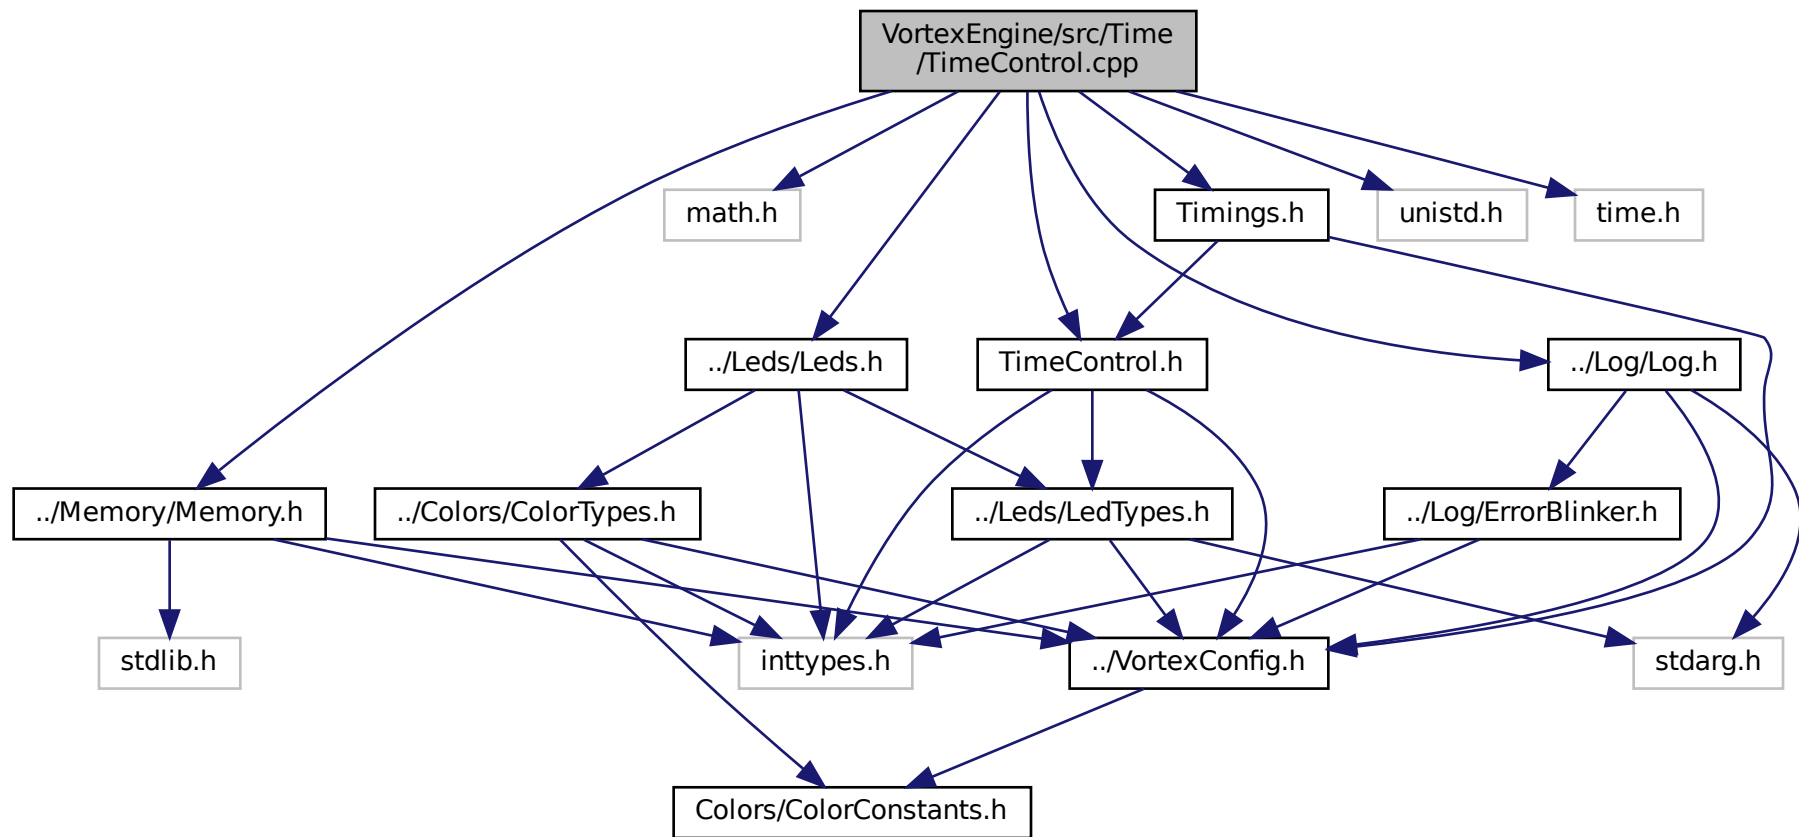 VortexEngine/src/Time
/TimeControl.cpp
math.h
Timings.h
unistd.h
time.h
../Leds/Leds.h
TimeControl.h
../Log/Log.h
../Memory/Memory.h
../Colors/ColorTypes.h
../Leds/LedTypes.h
../Log/ErrorBlinker.h
stdlib.h
inttypes.h
../VortexConfig.h
stdarg.h
Colors/ColorConstants.h